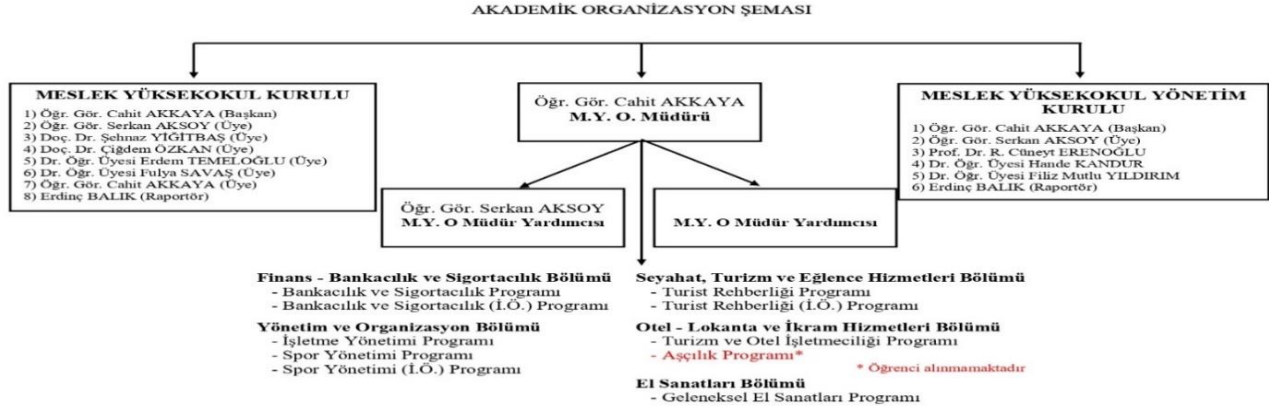 AKADEMİK ORGANİZASYON ŞEMASI
MESLEK YÜKSEKOKUL KURULU
1) Öğr. Gör. Cahit AKKAYA (Başkan)
2) Öğr. Gör. Serkan AKSOY (Üye)
3) Doç. Dr. Şehnaz YİĞİTBAŞ (Üye)
4) Doç. Dr. Çiğdem ÖZKAN (Üye)
5) Dr. Öğr. Üyesi Erdem TEMELOĞLU (Üye)
6) Dr. Öğr. Üyesi Fulya SAVAŞ (Üye)
7) Öğr. Gör. Cahit AKKAYA (Üye)
8) Erdinç BALIK (Raportör)
Öğr. Gör. Cahit AKKAYA
M.Y. O. Müdürü
MESLEK YÜKSEKOKUL YÖNETİM
KURULU
1) Öğr. Gör. Cahit AKKAYA (Başkan)
2) Öğr. Gör. Serkan AKSOY (Üye)
3) Prof. Dr. R. Cüneyt ERENOĞLU
4) Dr. Öğr. Üyesi Hande KANDUR
5) Dr. Öğr. Üyesi Filiz Mutlu YILDIRIM
6) Erdinç BALIK (Raportör)
Öğr. Gör. Serkan AKSOY
M.Y. O Müdür Yardımcısı
M.Y. O Müdür Yardımcısı
Finans - Bankacılık ve Sigortacılık Bölümü
- Bankacılık ve Sigortacılık Programı
- Bankacılık ve Sigortacılık (İ.Ö.) Programı
Yönetim ve Organizasyon Bölümü
- İşletme Yönetimi Programı
- Spor Yönetimi Programı
- Spor Yönetimi (İ.Ö.) Programı
Seyahat, Turizm ve Eğlence Hizmetleri Bölümü
- Turist Rehberliği Programı
- Turist Rehberliği (İ.Ö.) Programı
Otel - Lokanta ve İkram Hizmetleri Bölümü
- Turizm ve Otel İşletmeciliği Programı
- Aşçılık Programı*
* Öğrenci alınmamaktadır
El Sanatları Bölümü
- Geleneksel El Sanatları Programı